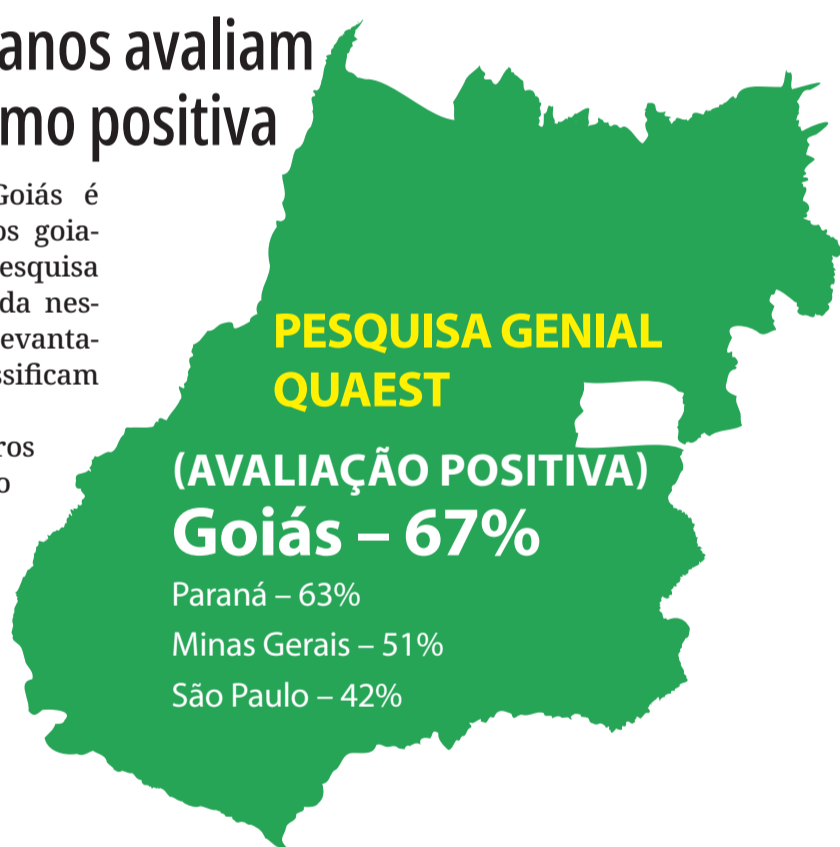 anos avaliam
mo positiva
Goiás é
os goia-
esquisa
da nes-
evanta-
ssificam
ros
o
PESQUISA GENIAL
QUAEST
(AVALIAÇÃO POSITIVA)
Goiás – 67%
Paraná – 63%
Minas Gerais – 51%
São Paulo – 42%